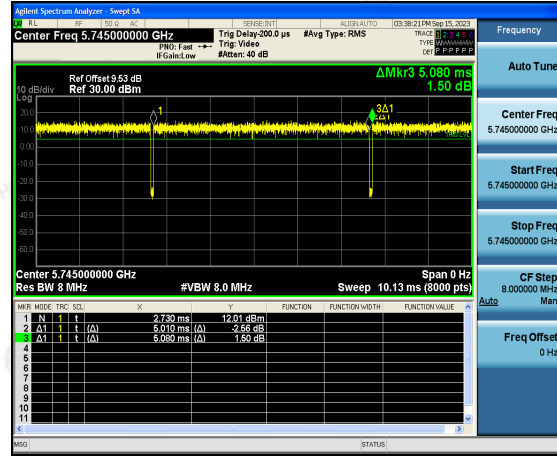 Agilent Spectrum Analyzer - Swept SA
RL RF 50 Ω AC SENSE:INT ALIGNAUTO 03:38:21 PM Sep 15, 2023
Center Freq 5.745000000 GHz
PNO: Fast
IFGain:Low
Trig Delay-200.0 µs
Trig: Video
#Atten: 40 dB
#Avg Type: RMS
TRACE 1 2 3 4 5 6
TYPE WWWWWW
DET P P P P P P
ΔMkr3 5.080 ms
1.50 dB
Ref Offset 9.53 dB
Ref 30.00 dBm
10 dB/div
Log
20.0
10.0
0.00
-10.0
-20.0
-30.0
-40.0
-50.0
-60.0
1
3Δ1
2Δ1
Center 5.745000000 GHz Span 0 Hz
Res BW 8 MHz #VBW 8.0 MHz Sweep 10.13 ms (8000 pts)
MKR MODE TRC SCL X Y FUNCTION FUNCTION WIDTH FUNCTION VALUE
1 N 1 t 2.730 ms 12.01 dBm
2 Δ1 1 t (Δ) 5.010 ms (Δ) -2.56 dB
3 Δ1 1 t (Δ) 5.080 ms (Δ) 1.50 dB
4
5
6
7
8
9
10
11
MSG STATUS
Frequency
Auto Tune
Center Freq
5.745000000 GHz
Start Freq
5.745000000 GHz
Stop Freq
5.745000000 GHz
CF Step
8.000000 MHz
Auto Man
Freq Offset
0 Hz